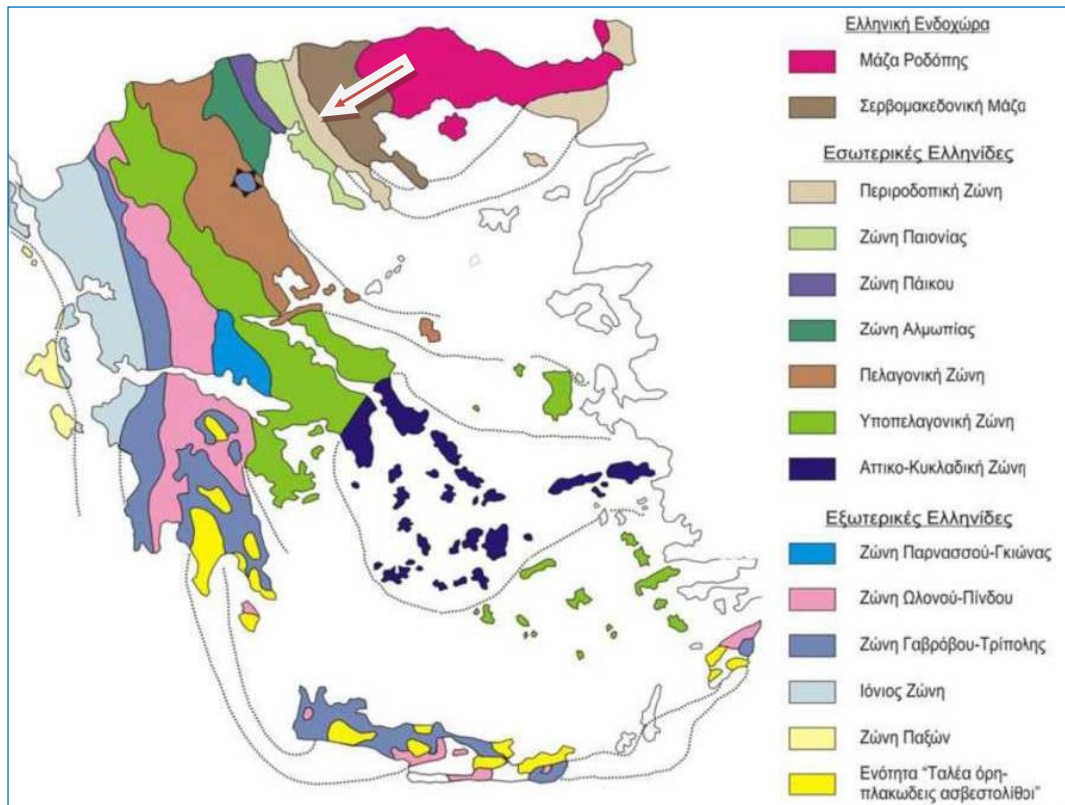 Ελληνική Ενδοχώρα
Μάζα Ροδόπης
Σερβομακεδονική Μάζα
Εσωτερικές Ελληνίδες
Περιροδοπική Ζώνη
Ζώνη Παιονίας
Ζώνη Πάικου
Ζώνη Αλμωπίας
Πελαγονική Ζώνη
Υποπελαγονική Ζώνη
Αττικο-Κυκλαδική Ζώνη
Εξωτερικές Ελληνίδες
Ζώνη Παρνασσού-Γκιώνας
Ζώνη Ωλονού-Πίνδου
Ζώνη Γαβρόβου-Τρίπολης
Ιόνιος Ζώνη
Ζώνη Παξών
Ενότητα "Ταλέα όρη-
πλακωδεις ασβεστολίθοι"